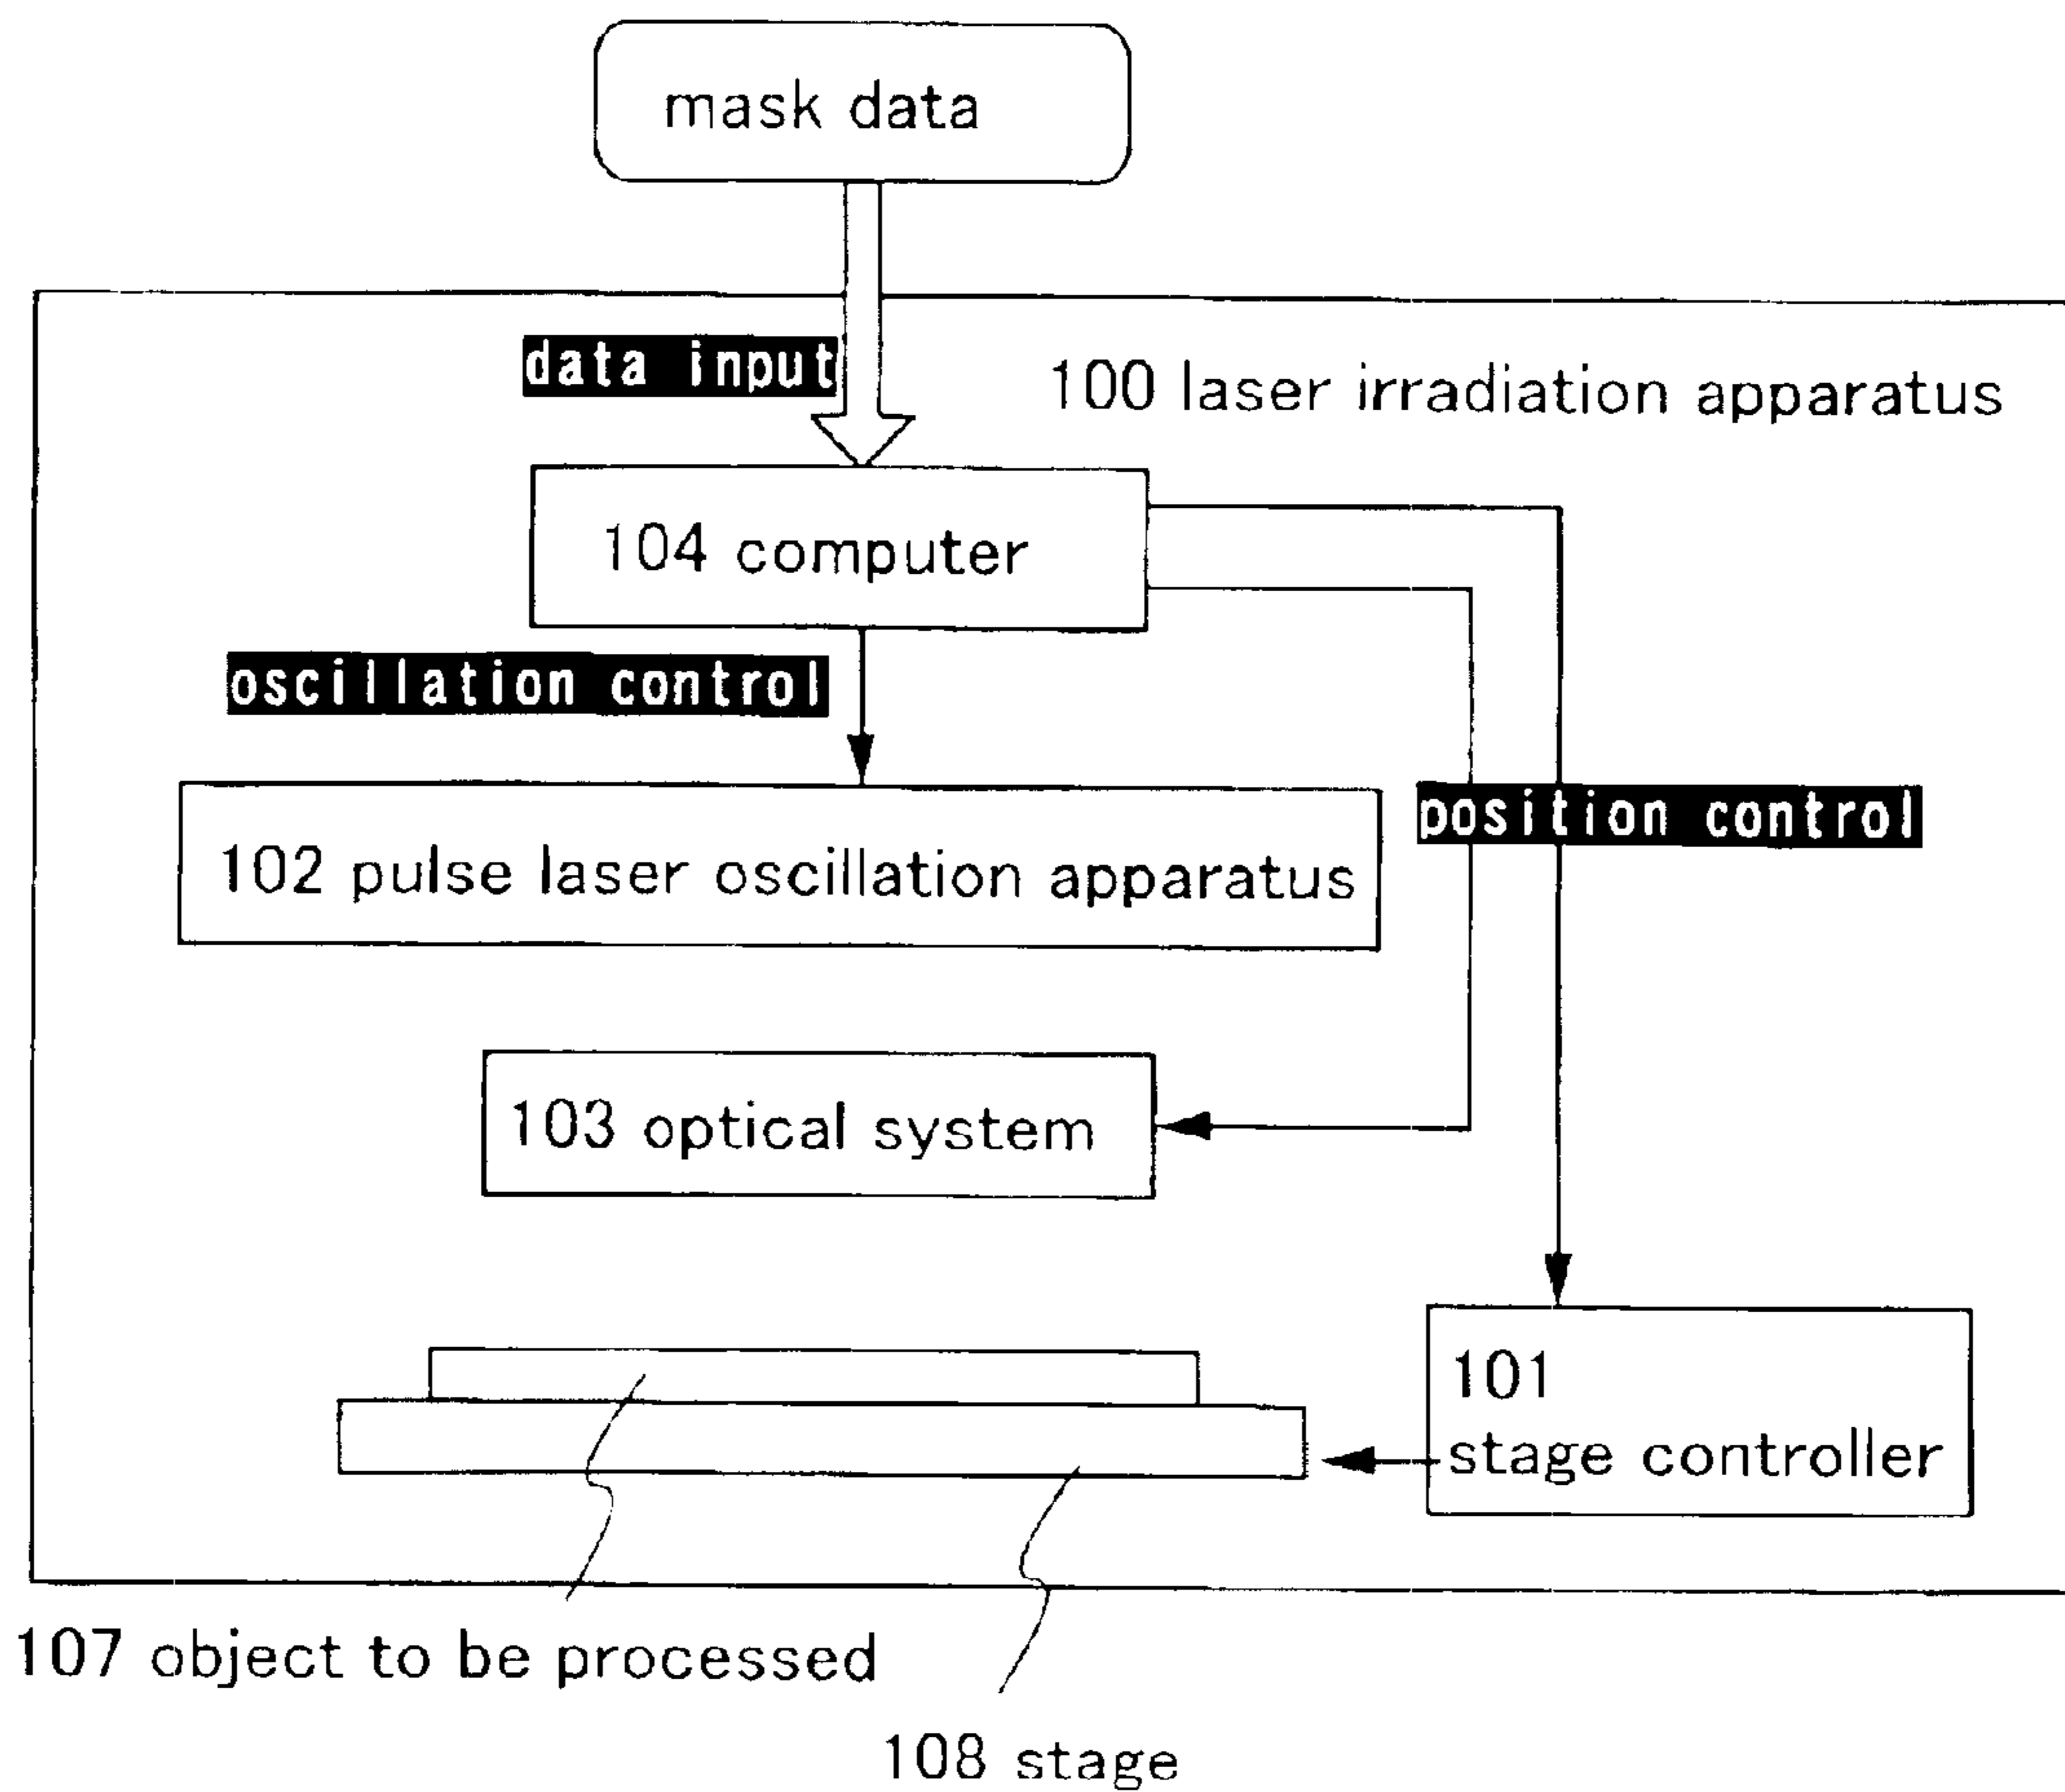 mask data
data input
100 laser irradiation apparatus
104 computer
oscillation control
position control
102 pulse laser oscillation apparatus
103 optical system
101
stage controller
107 object to be processed
108 stage